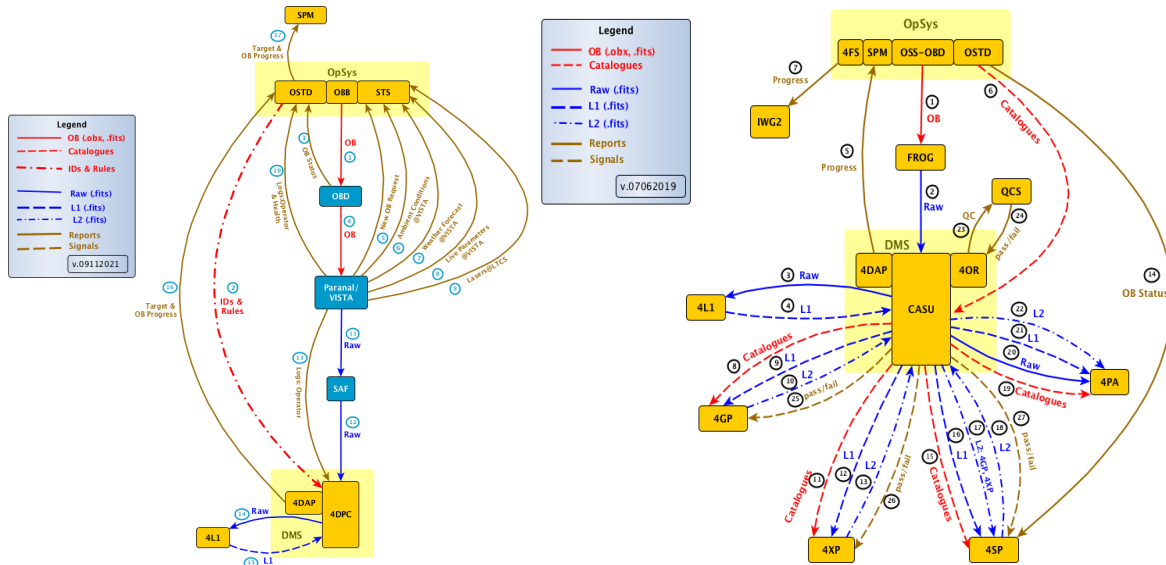 SPM
17
Target &
OB Progress
OpSys
OSTD
OBB
STS
Legend
OB (.obx, .fits)
Catalogues
IDs & Rules
Raw (.fits)
L1 (.fits)
L2 (.fits)
Reports
Signals
v.09112021
3
OB Status
OB
1
10
Logs:Operator
& Health
OBD
4
OB
5
New OB Request
6
Ambient Conditions
@VISTA
7
Weather Forecast
@VISTA
8
Live Parameters
@VISTA
9
Lasers@LTCS
Paranal/
VISTA
16
Target &
OB Progress
2
IDs &
Rules
11
Raw
13
Logs: Operator
SAF
12
Raw
4DAP
4DPC
14
Raw
4L1
DMS
15
L1
Legend
OB (.obx, .fits)
Catalogues
Raw (.fits)
L1 (.fits)
L2 (.fits)
Reports
Signals
v.07062019
OpSys
4FS
SPM
OSS-OBD
OSTD
7
Progress
6
Catalogues
IWG2
1
OB
5
Progress
FROG
2
Raw
QCS
QC
23
24
pass/fail
DMS
4DAP
4OR
CASU
14
OB Status
3
Raw
4
L1
4L1
22
L2
21
L1
20
Raw
4PA
19
Catalogues
8
Catalogues
9
L1
10
L2
25
pass/fail
4GP
11
Catalogues
12
L1
13
L2
26
pass/fail
15
Catalogues
16
L1
17
L2: 4GP, 4XP
18
L2
27
pass/fail
4XP
4SP